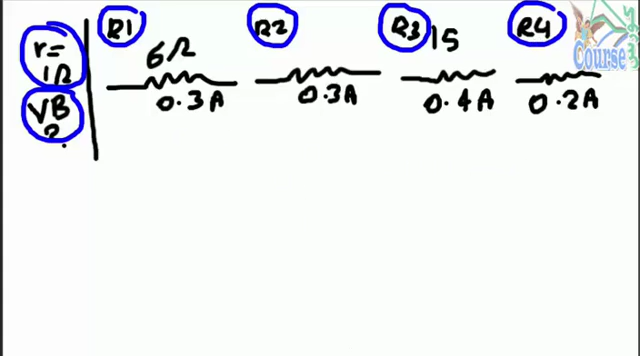 r=
1Ω
VB
?
R1
6Ω
0.3A
R2
0.3A
R3
15
0.4A
R4
0.2A
Course